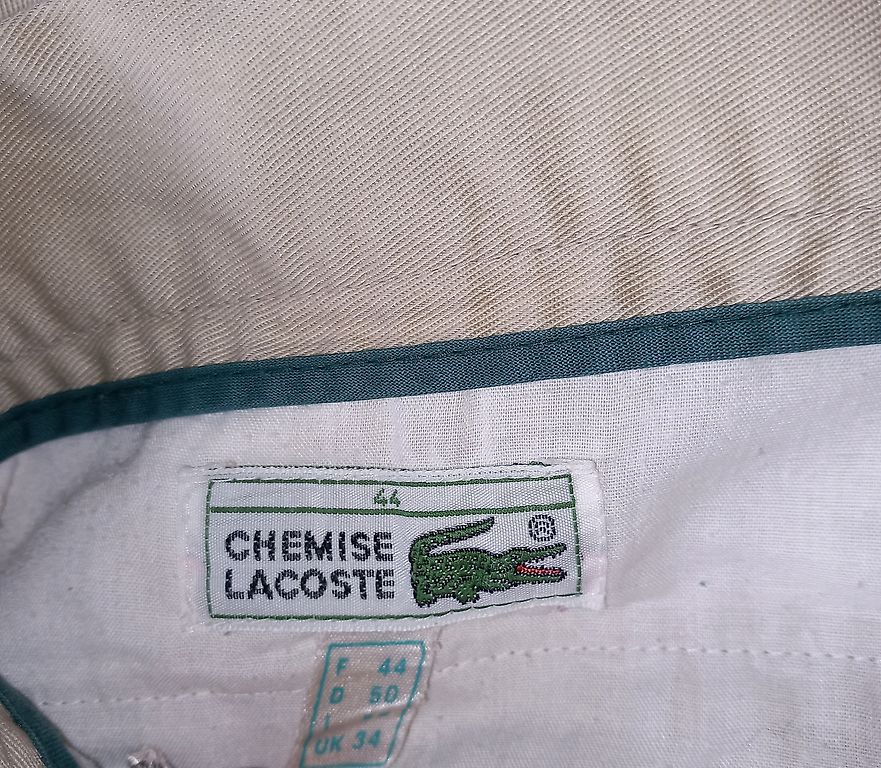 44
CHEMISE
LACOSTE
®
F 44
D 50
I
UK 34